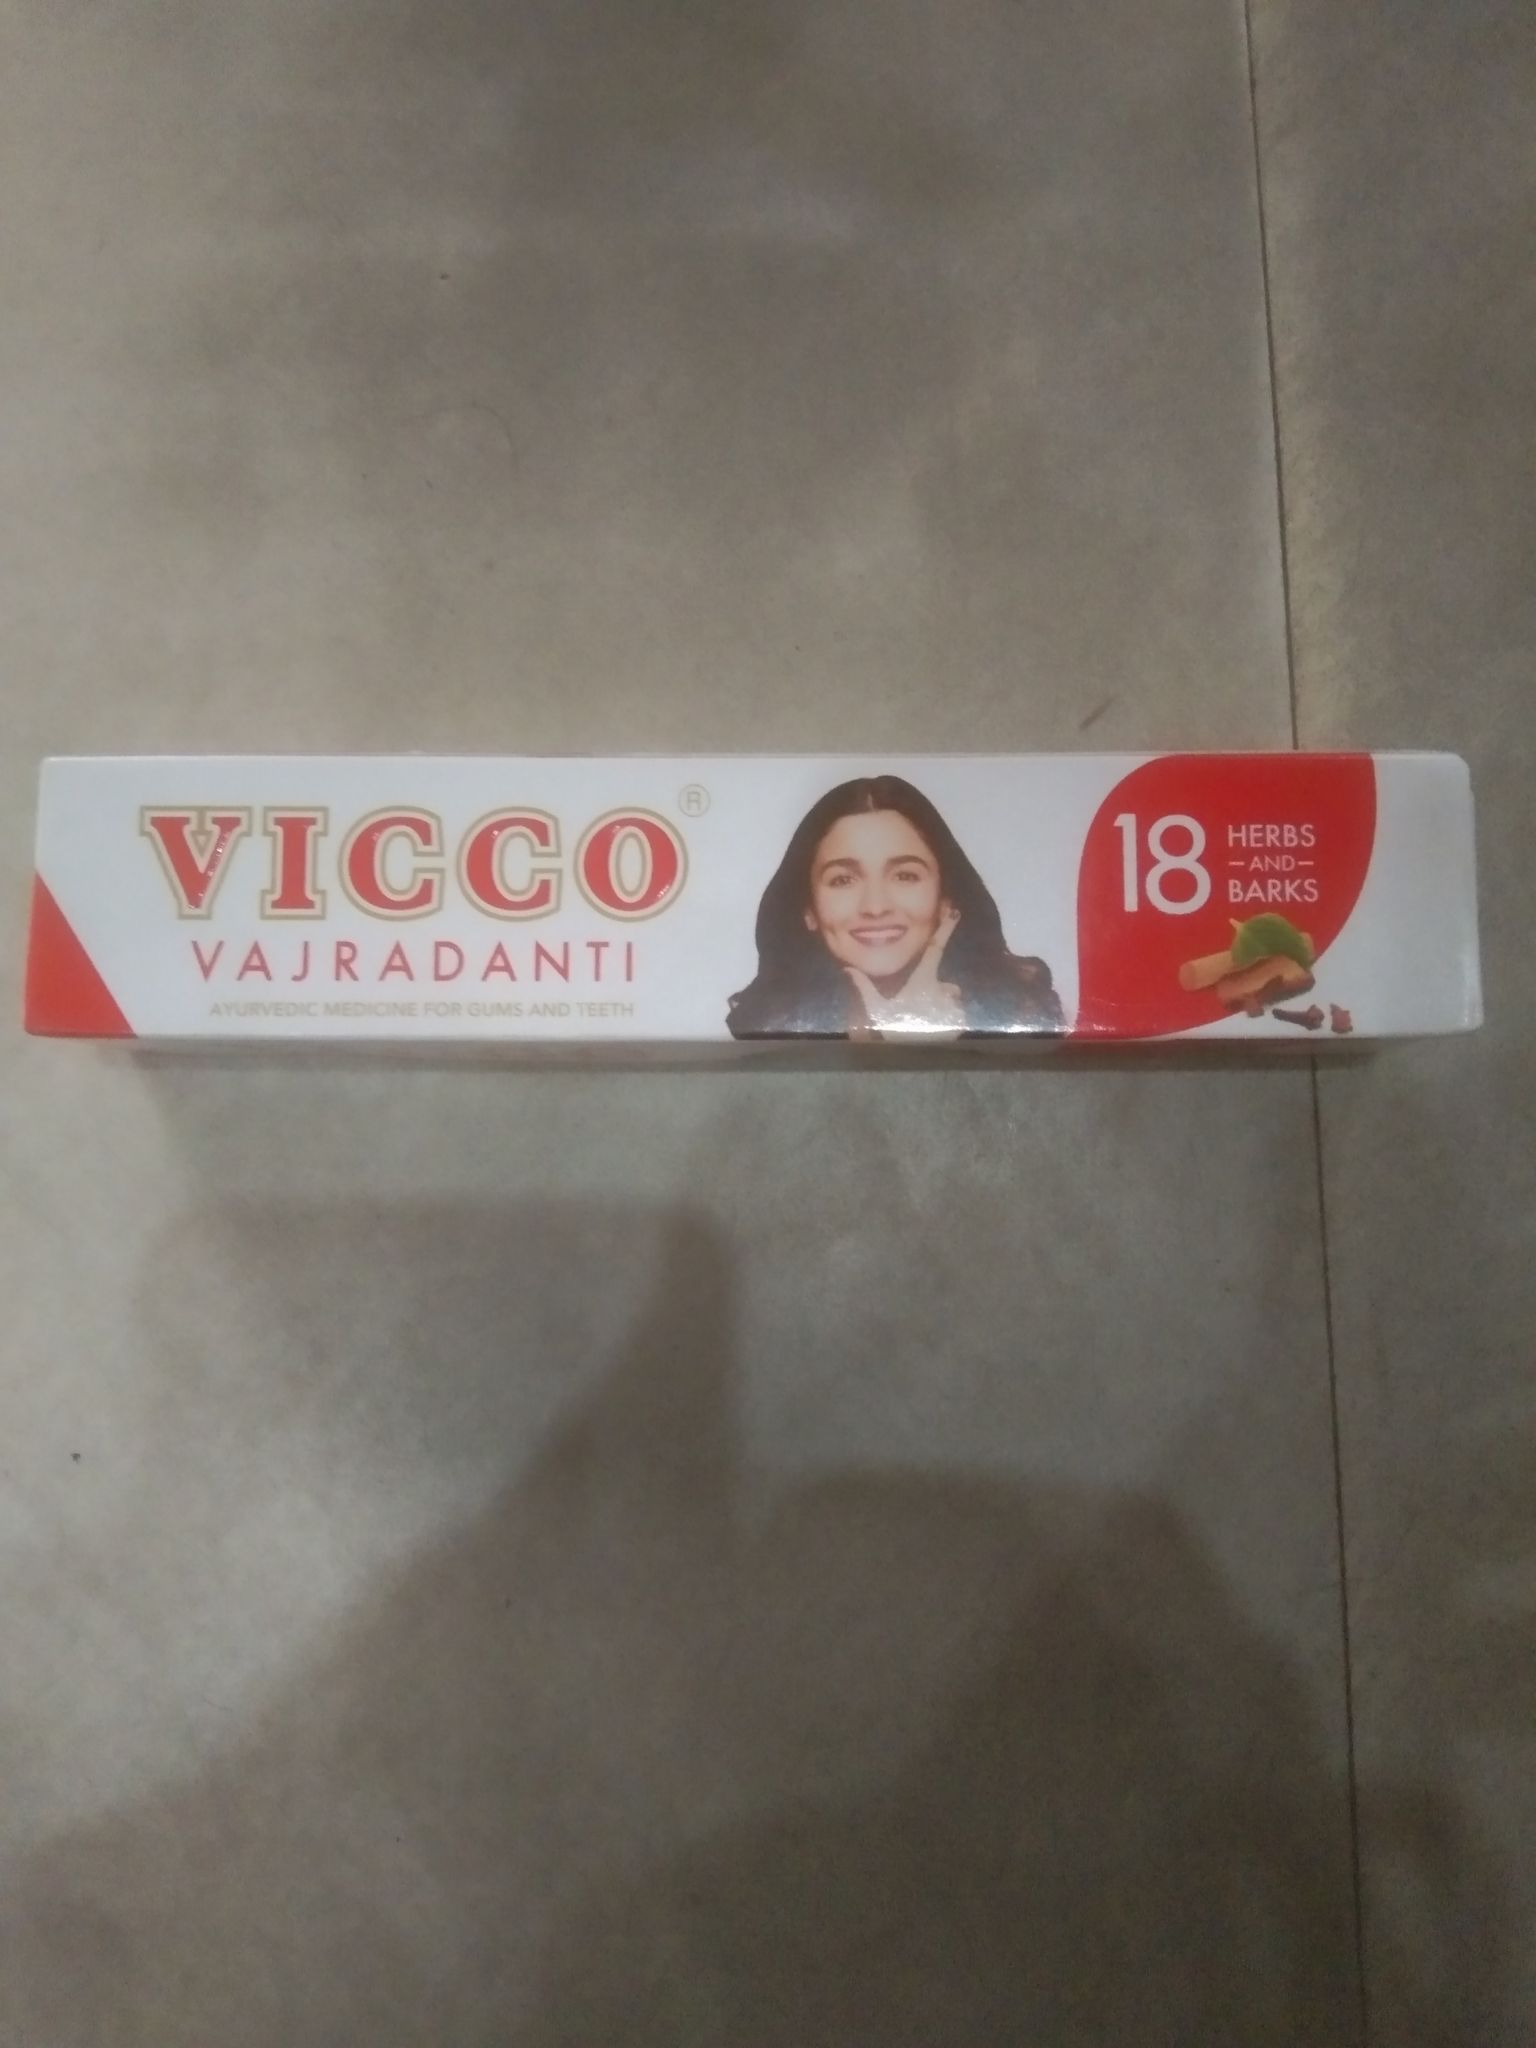 VICCO®
VAJRADANTI
AYURVEDIC MEDICINE FOR GUMS AND TEETH
18 HERBS
-AND-
BARKS